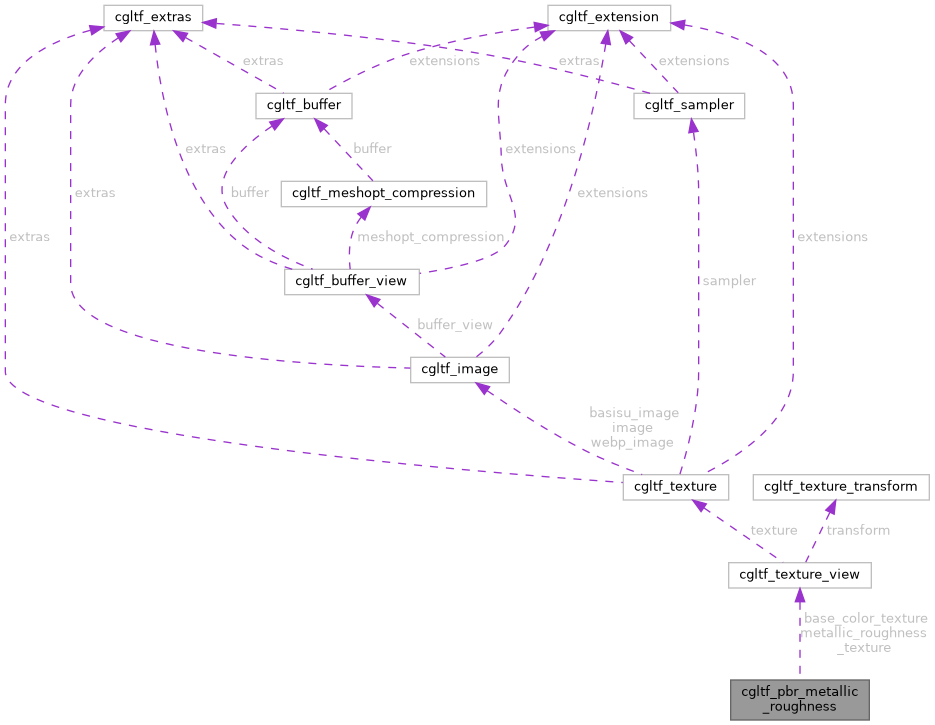 cgltf_extras
cgltf_extension
extras
extensions
extras
extensions
cgltf_buffer
cgltf_sampler
extras
buffer
extensions
extras
buffer
cgltf_meshopt_compression
extensions
extras
meshopt_compression
extensions
cgltf_buffer_view
sampler
buffer_view
cgltf_image
basisu_image
image
webp_image
cgltf_texture
cgltf_texture_transform
texture
transform
cgltf_texture_view
base_color_texture
metallic_roughness
_texture
cgltf_pbr_metallic
_roughness